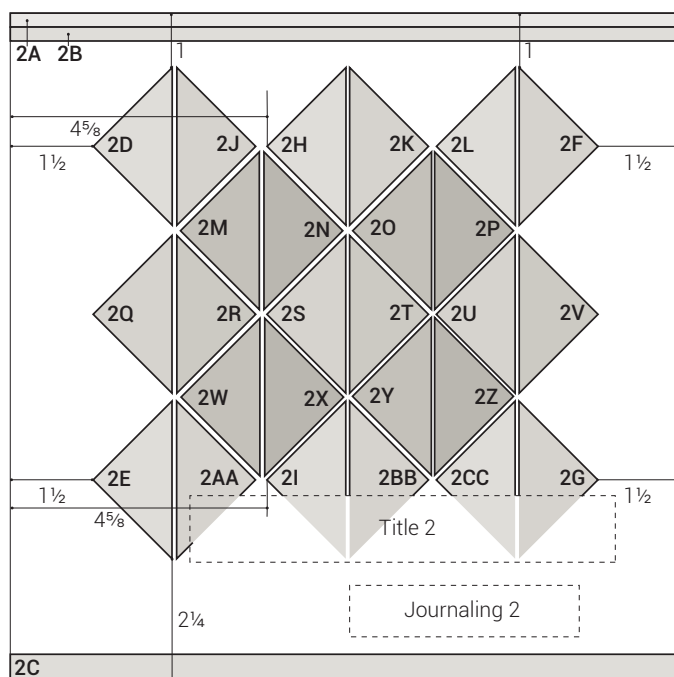 1 1
2A 2B
4⅝
2D 2J 2H 2K 2L 2F
1½ 1½
2M 2N 2O 2P
2Q 2R 2S 2T 2U 2V
2W 2X 2Y 2Z
2E 2AA 2I 2BB 2CC 2G
1½ 1½
4⅝
Title 2
Journaling 2
2¼
2C